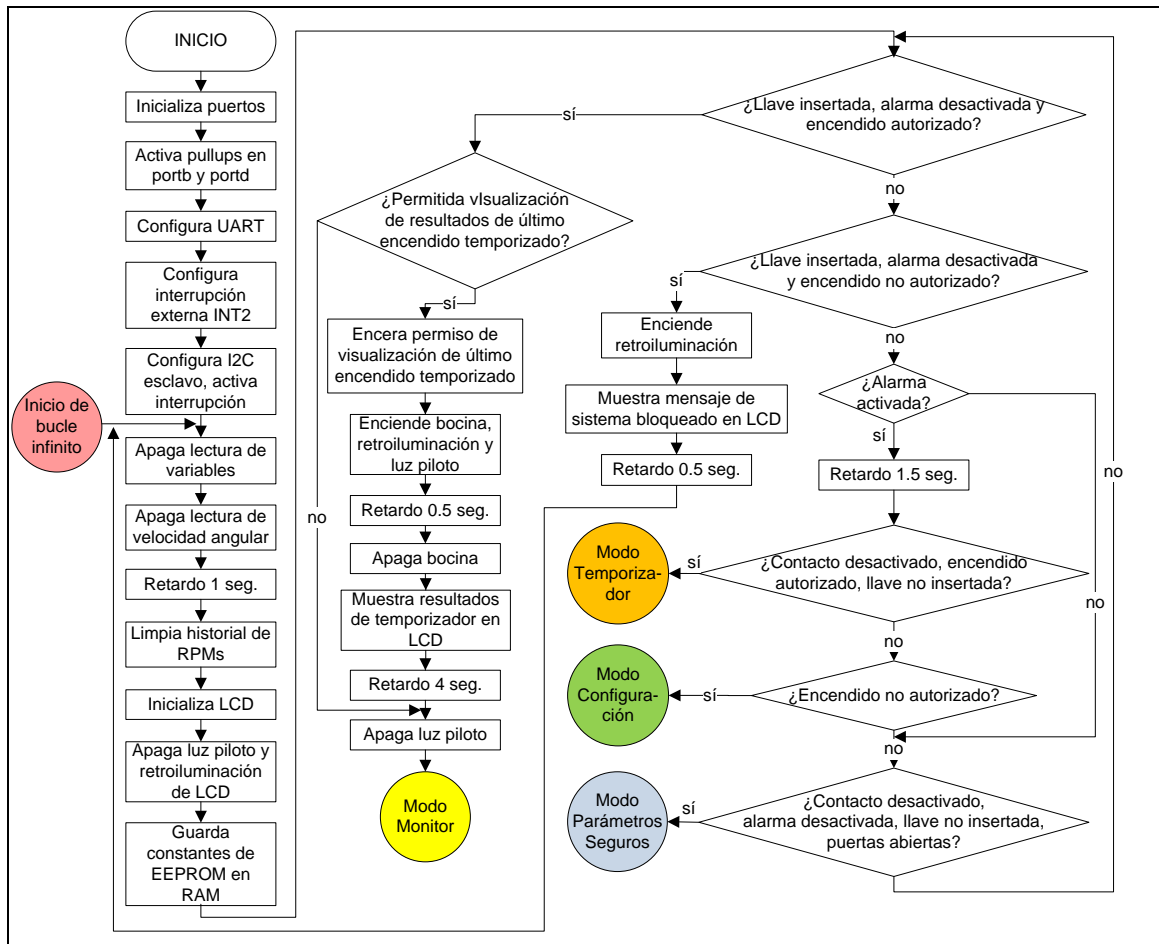 INICIO
Inicializa puertos
Activa pullups en
portb y portd
Configura UART
Configura
interrupción
externa INT2
Configura I2C
esclavo, activa
interrupción
Inicio de
bucle
infinito
Apaga lectura de
variables
Apaga lectura de
velocidad angular
Retardo 1 seg.
Limpia historial de
RPMs
Inicializa LCD
Apaga luz piloto y
retroiluminación
de LCD
Guarda
constantes de
EEPROM en
RAM
¿Llave insertada, alarma desactivada y
encendido autorizado?
sí
no
¿Permitida vIsualización
de resultados de último
encendido temporizado?
sí
no
Encera permiso de
visualización de último
encendido temporizado
Enciende bocina,
retroiluminación y
luz piloto
Retardo 0.5 seg.
Apaga bocina
Muestra resultados
de temporizador en
LCD
Retardo 4 seg.
Apaga luz piloto
Modo
Monitor
¿Llave insertada, alarma desactivada
y encendido no autorizado?
sí
no
Enciende
retroiluminación
Muestra mensaje de
sistema bloqueado en LCD
Retardo 0.5 seg.
¿Alarma
activada?
sí
no
Retardo 1.5 seg.
¿Contacto desactivado, encendido
autorizado, llave no insertada?
sí
no
Modo
Temporiza-
dor
¿Encendido no autorizado?
sí
no
Modo
Configura-
ción
¿Contacto desactivado,
alarma desactivada, llave no insertada,
puertas abiertas?
sí
no
Modo
Parámetros
Seguros